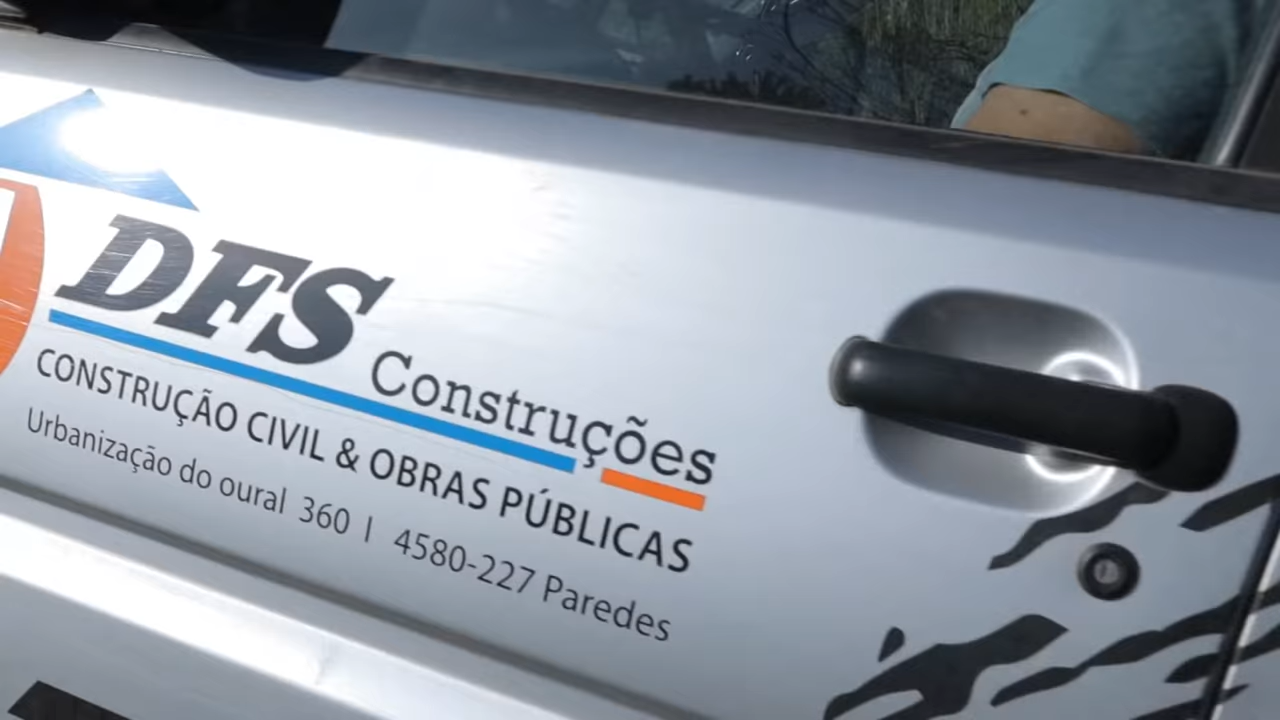 DFS Construções
CONSTRUÇÃO CIVIL & OBRAS PÚBLICAS
Urbanização do oural 360 | 4580-227 Paredes